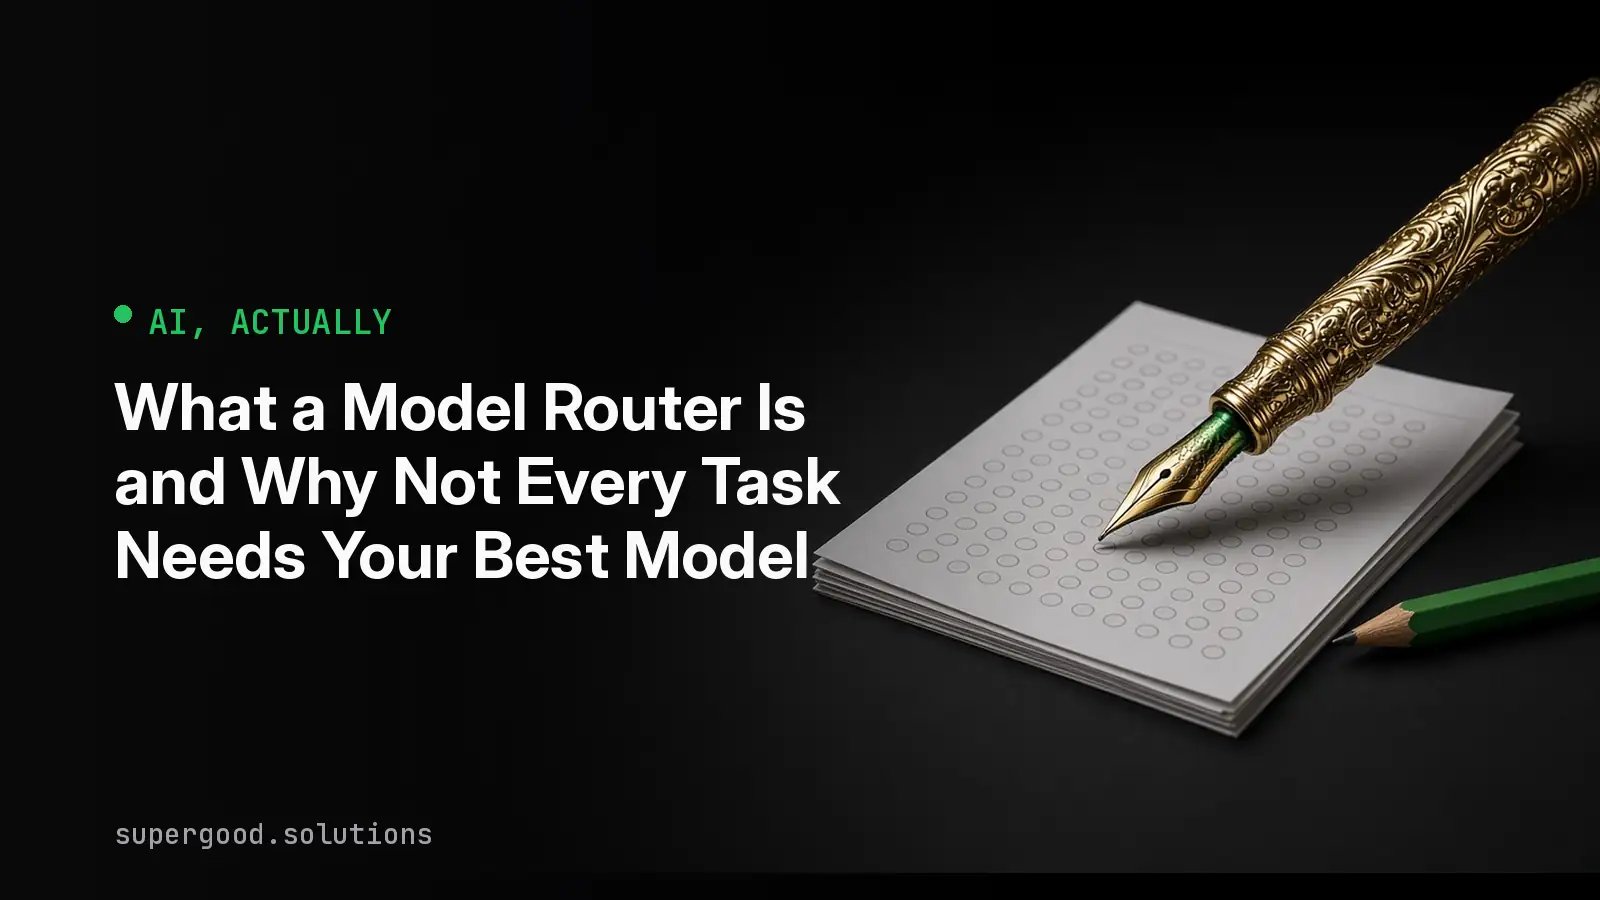 AI, ACTUALLY
What a Model Router Is
and Why Not Every Task
Needs Your Best Model
supergood.solutions